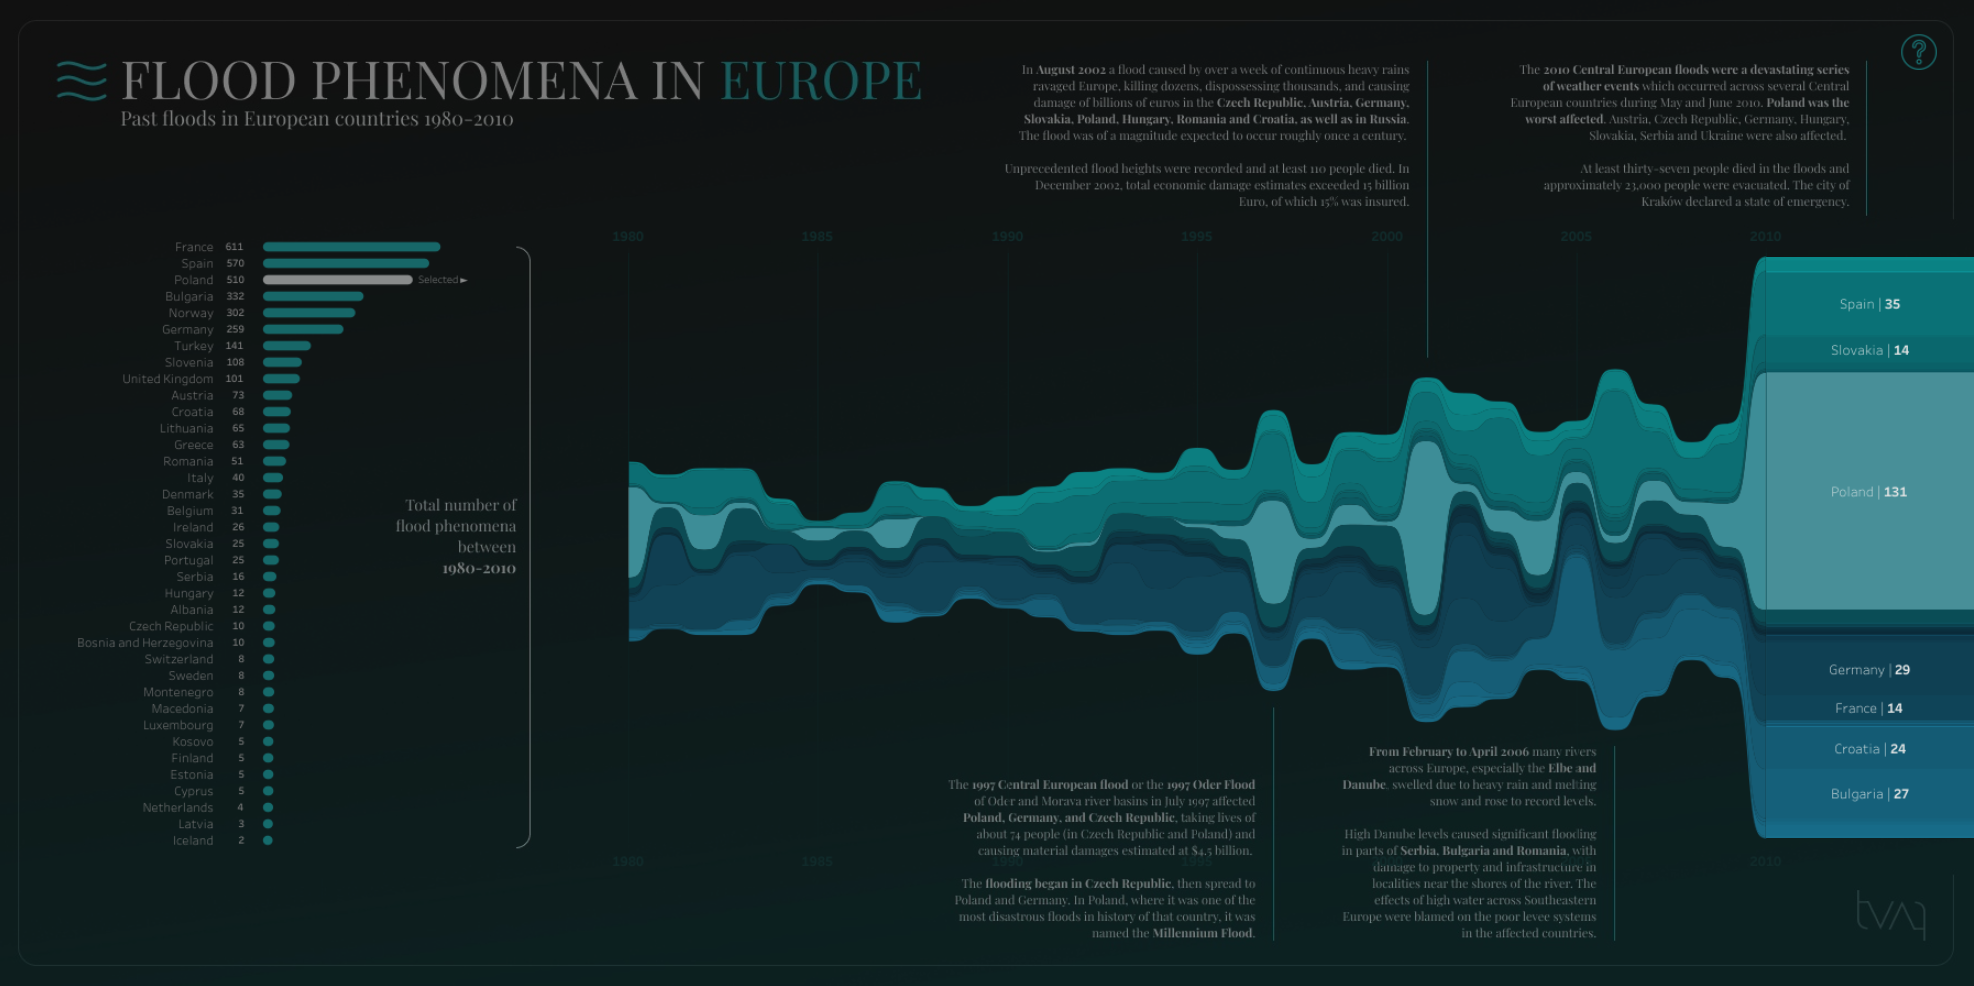 FLOOD PHENOMENA IN EUROPE
Past floods in European countries 1980-2010
In August 2002 a flood caused by over a week of continuous heavy rains
ravaged Europe, killing dozens, dispossessing thousands, and causing
damage of billions of euros in the Czech Republic, Austria, Germany,
Slovakia, Poland, Hungary, Romania and Croatia, as well as in Russia.
The flood was of a magnitude expected to occur roughly once a century.
Unprecedented flood heights were recorded and at least 110 people died. In
December 2002, total economic damage estimates exceeded 15 billion
Euro, of which 15% was insured.
The 2010 Central European floods were a devastating series
of weather events which occurred across several Central
European countries during May and June 2010. Poland was the
worst affected. Austria, Czech Republic, Germany, Hungary,
Slovakia, Serbia and Ukraine were also affected.
At least thirty-seven people died in the floods and
approximately 23,000 people were evacuated. The city of
Kraków declared a state of emergency.
?
1980 1985 1990 1995 2000 2005 2010
France 611
Spain 570
Poland 510 Selected ►
Bulgaria 332
Norway 302
Germany 259
Turkey 141
Slovenia 108
United Kingdom 101
Austria 73
Croatia 68
Lithuania 65
Greece 63
Romania 51
Italy 40
Denmark 35
Belgium 31
Ireland 26
Slovakia 25
Portugal 25
Serbia 16
Hungary 12
Albania 12
Czech Republic 10
Bosnia and Herzegovina 10
Switzerland 8
Sweden 8
Montenegro 8
Macedonia 7
Luxembourg 7
Kosovo 5
Finland 5
Estonia 5
Cyprus 5
Netherlands 4
Latvia 3
Iceland 2
Total number of
flood phenomena
between
1980-2010
Spain | 35
Slovakia | 14
Poland | 131
Germany | 29
France | 14
Croatia | 24
Bulgaria | 27
The 1997 Central European flood or the 1997 Oder Flood
of Oder and Morava river basins in July 1997 affected
Poland, Germany, and Czech Republic, taking lives of
about 74 people (in Czech Republic and Poland) and
causing material damages estimated at $4.5 billion.
The flooding began in Czech Republic, then spread to
Poland and Germany. In Poland, where it was one of the
most disastrous floods in history of that country, it was
named the Millennium Flood.
From February to April 2006 many rivers
across Europe, especially the Elbe and
Danube, swelled due to heavy rain and melting
snow and rose to record levels.
High Danube levels caused significant flooding
in parts of Serbia, Bulgaria and Romania, with
damage to property and infrastructure in
localities near the shores of the river. The
effects of high water across Southeastern
Europe were blamed on the poor levee systems
in the affected countries.
1980 1985 1990 1995 2000 2005 2010